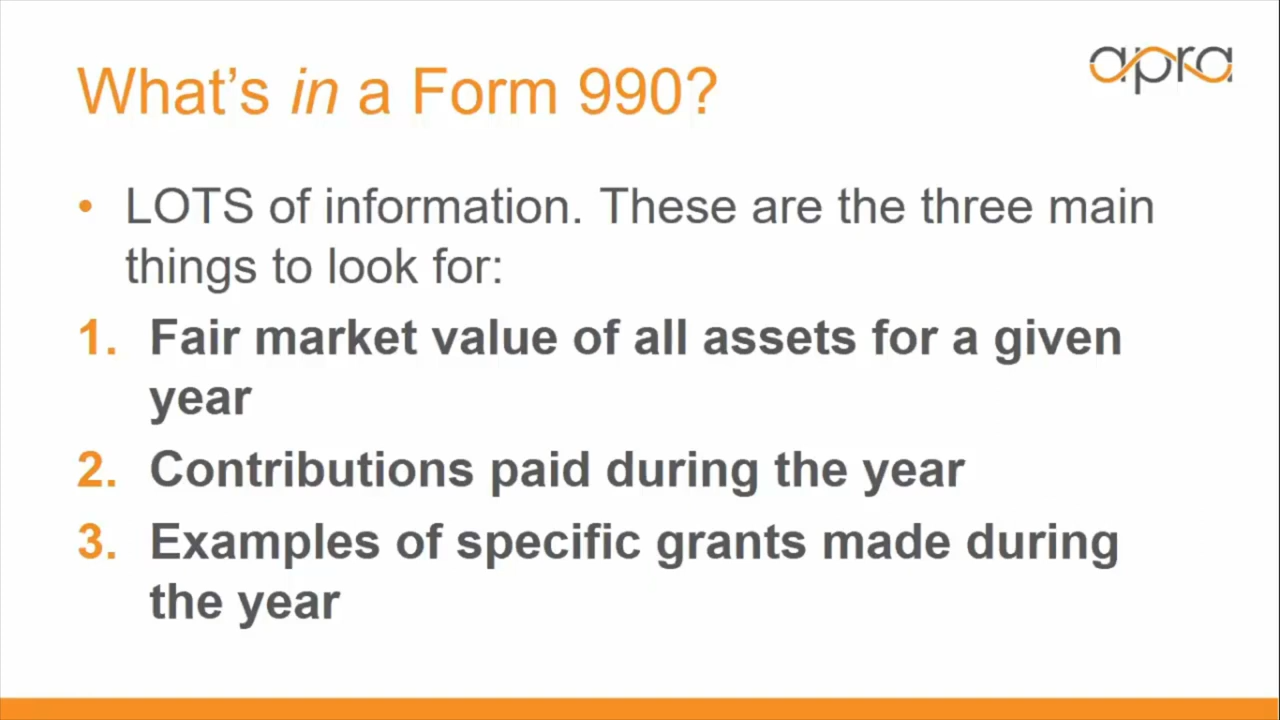 apra
What's in a Form 990?
• LOTS of information. These are the three main
things to look for:
1. Fair market value of all assets for a given
year
2. Contributions paid during the year
3. Examples of specific grants made during
the year